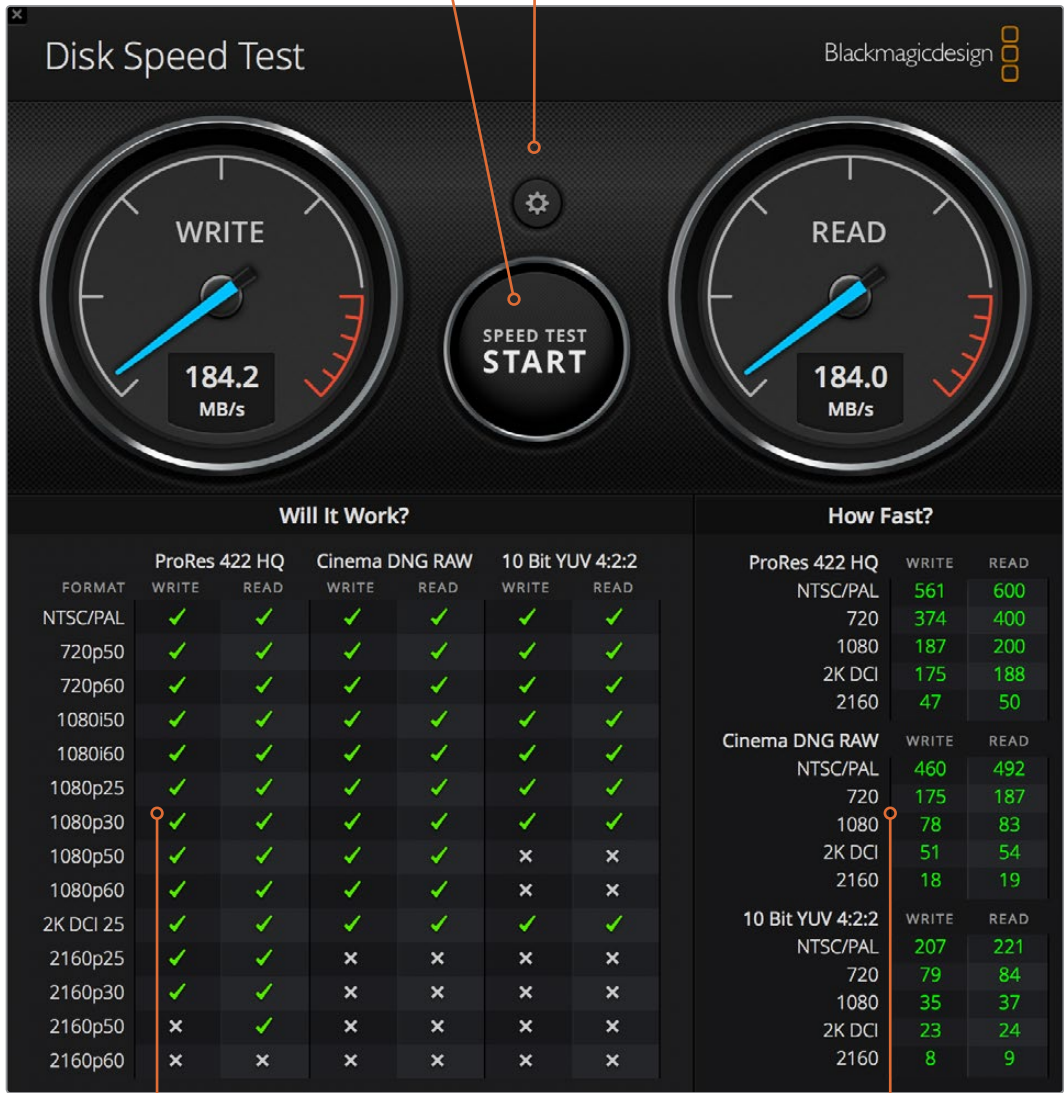 Disk Speed Test
Blackmagicdesign
WRITE
184.2
MB/s
SPEED TEST
START
READ
184.0
MB/s
Will It Work?
ProRes 422 HQ Cinema DNG RAW 10 Bit YUV 4:2:2
FORMAT WRITE READ WRITE READ WRITE READ
NTSC/PAL ✓ ✓ ✓ ✓ ✓ ✓
720p50 ✓ ✓ ✓ ✓ ✓ ✓
720p60 ✓ ✓ ✓ ✓ ✓ ✓
1080i50 ✓ ✓ ✓ ✓ ✓ ✓
1080i60 ✓ ✓ ✓ ✓ ✓ ✓
1080p25 ✓ ✓ ✓ ✓ ✓ ✓
1080p30 ✓ ✓ ✓ ✓ ✓ ✓
1080p50 ✓ ✓ ✓ ✓ × ×
1080p60 ✓ ✓ ✓ ✓ × ×
2K DCI 25 ✓ ✓ ✓ ✓ ✓ ✓
2160p25 ✓ ✓ × × × ×
2160p30 ✓ ✓ × × × ×
2160p50 × ✓ × × × ×
2160p60 × × × × × ×
How Fast?
ProRes 422 HQ WRITE READ
NTSC/PAL 561 600
720 374 400
1080 187 200
2K DCI 175 188
2160 47 50
Cinema DNG RAW WRITE READ
NTSC/PAL 460 492
720 175 187
1080 78 83
2K DCI 51 54
2160 18 19
10 Bit YUV 4:2:2 WRITE READ
NTSC/PAL 207 221
720 79 84
1080 35 37
2K DCI 23 24
2160 8 9